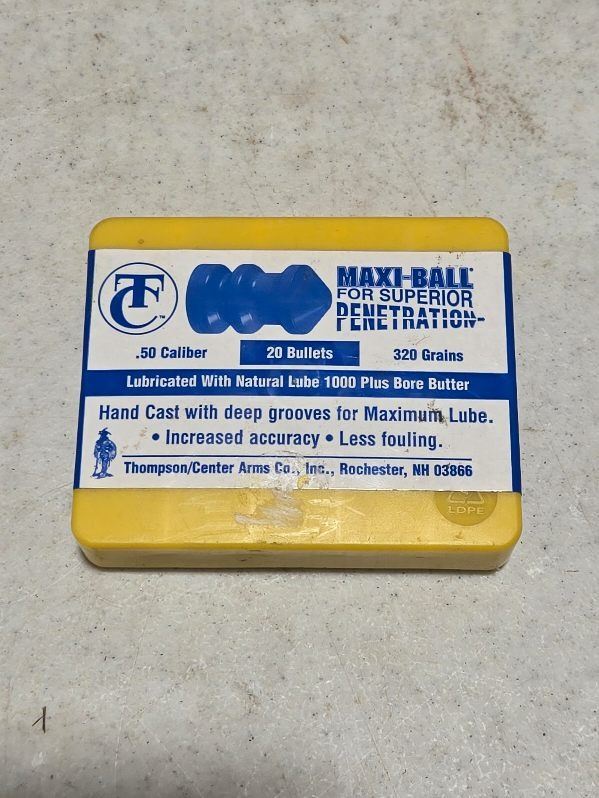 TC™
MAXI-BALL®
FOR SUPERIOR
PENETRATION
.50 Caliber
20 Bullets
320 Grains
Lubricated With Natural Lube 1000 Plus Bore Butter
Hand Cast with deep grooves for Maximum Lube.
• Increased accuracy • Less fouling.
Thompson/Center Arms Co., Inc., Rochester, NH 03866
LDPE